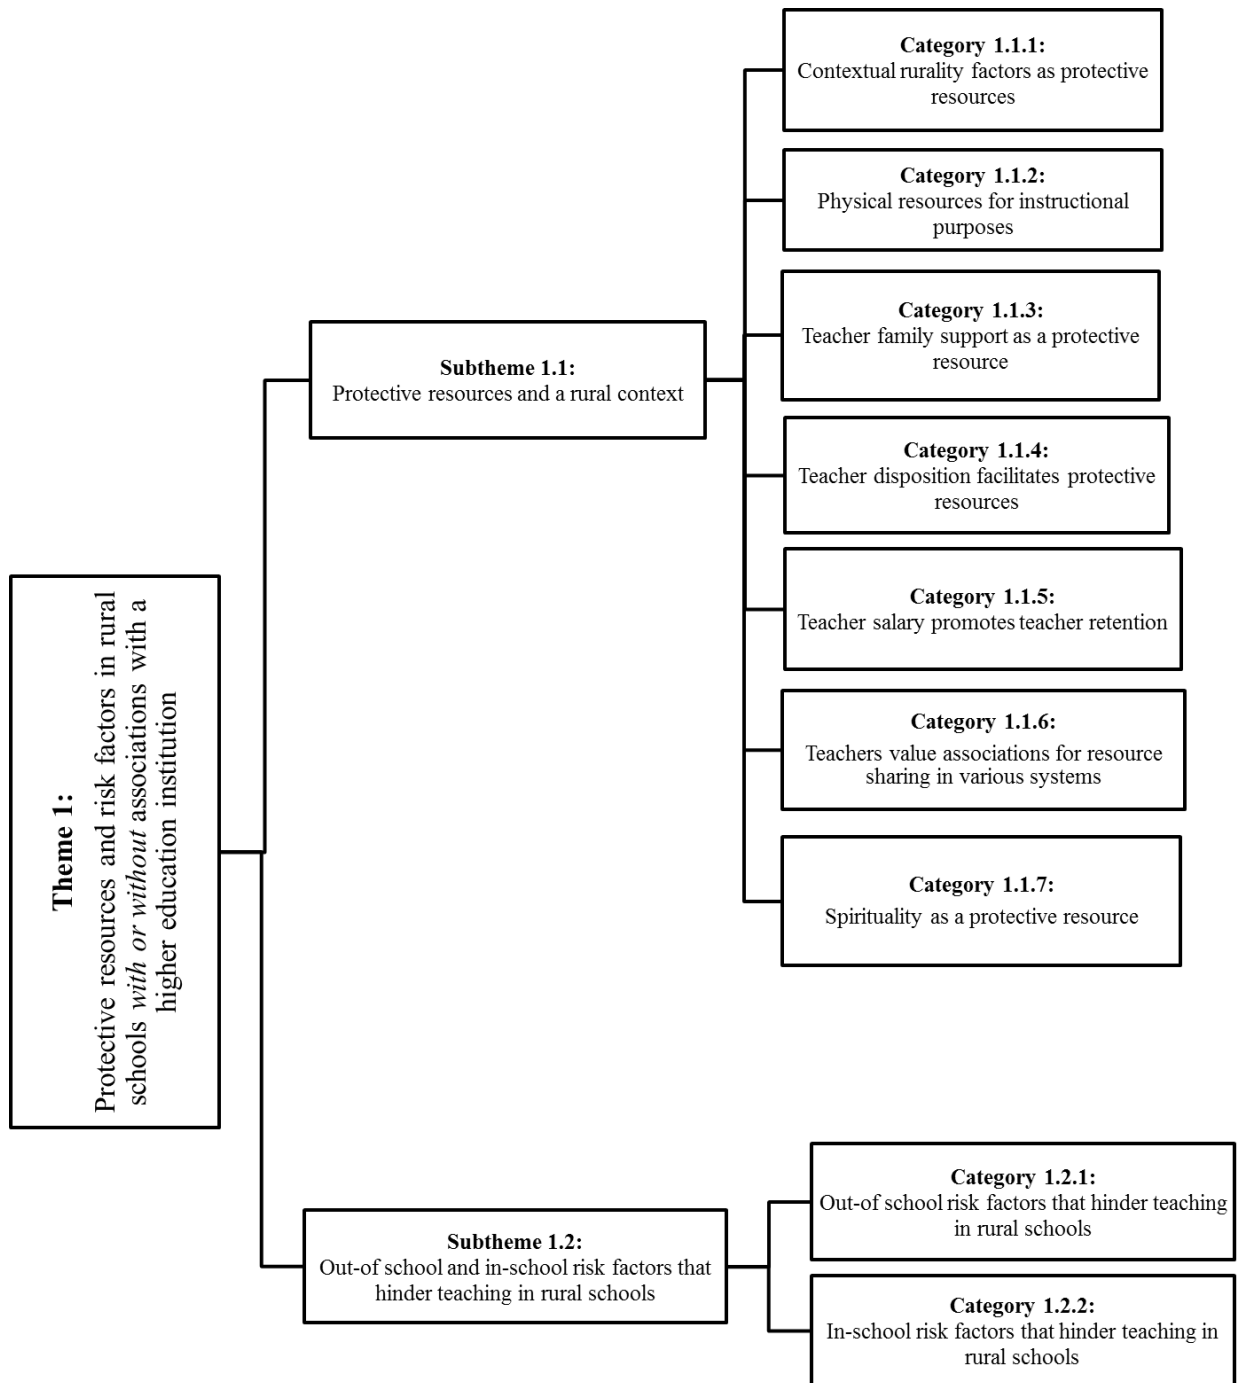 Theme 1:
Protective resources and risk factors in rural
schools with or without associations with a
higher education institution
Subtheme 1.1:
Protective resources and a rural context
Category 1.1.1:
Contextual rurality factors as protective
resources
Category 1.1.2:
Physical resources for instructional
purposes
Category 1.1.3:
Teacher family support as a protective
resource
Category 1.1.4:
Teacher disposition facilitates protective
resources
Category 1.1.5:
Teacher salary promotes teacher retention
Category 1.1.6:
Teachers value associations for resource
sharing in various systems
Category 1.1.7:
Spirituality as a protective resource
Subtheme 1.2:
Out-of school and in-school risk factors that
hinder teaching in rural schools
Category 1.2.1:
Out-of school risk factors that hinder teaching
in rural schools
Category 1.2.2:
In-school risk factors that hinder teaching in
rural schools